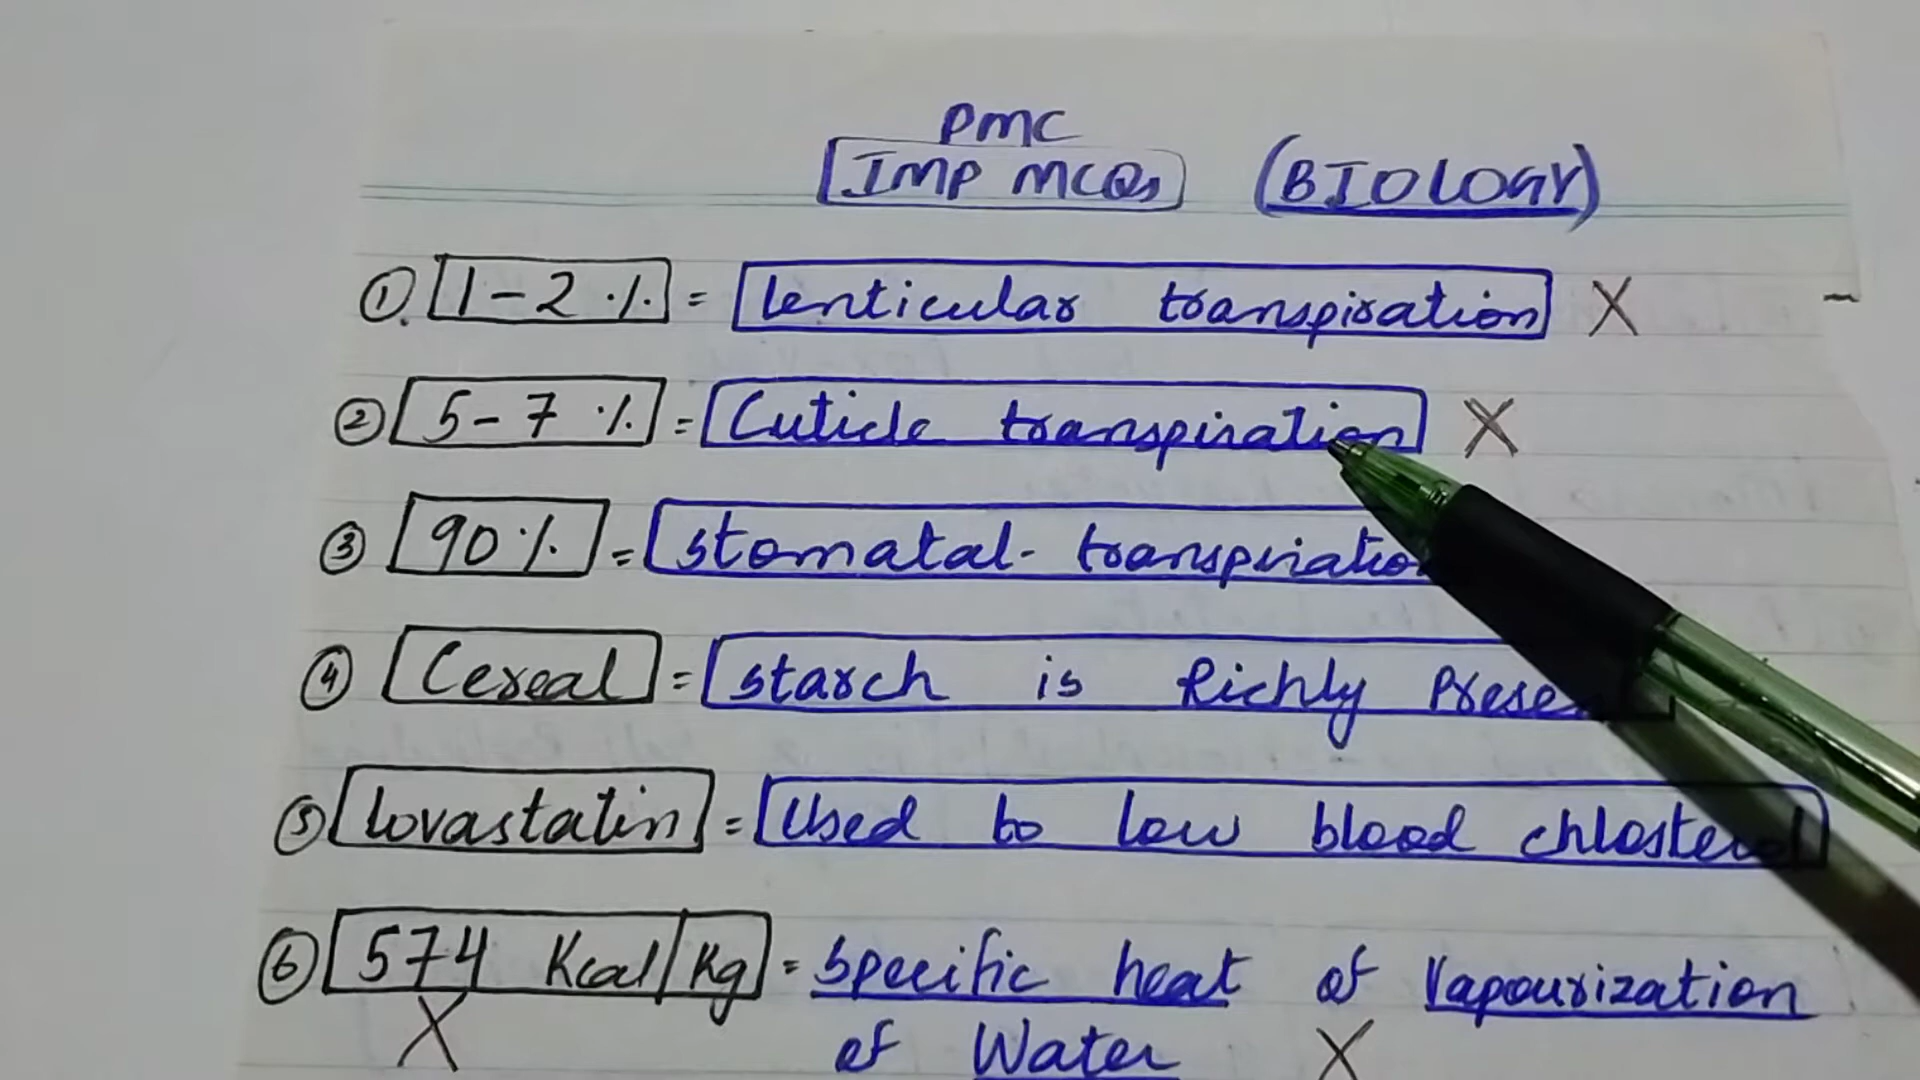 PMC
IMP MCQs (BIOLOGY)
① 1-2 % = lenticular transpiration X
② 5-7 % = Cuticle transpiration X
③ 90 % = stomatal- transpiratio
④ Cereal = starch is Richly Prese
⑤ lovastatin = Used to low blood chlosterol
⑥ 574 Kcal/Kg = specific heat of Vapourization
X of Water X